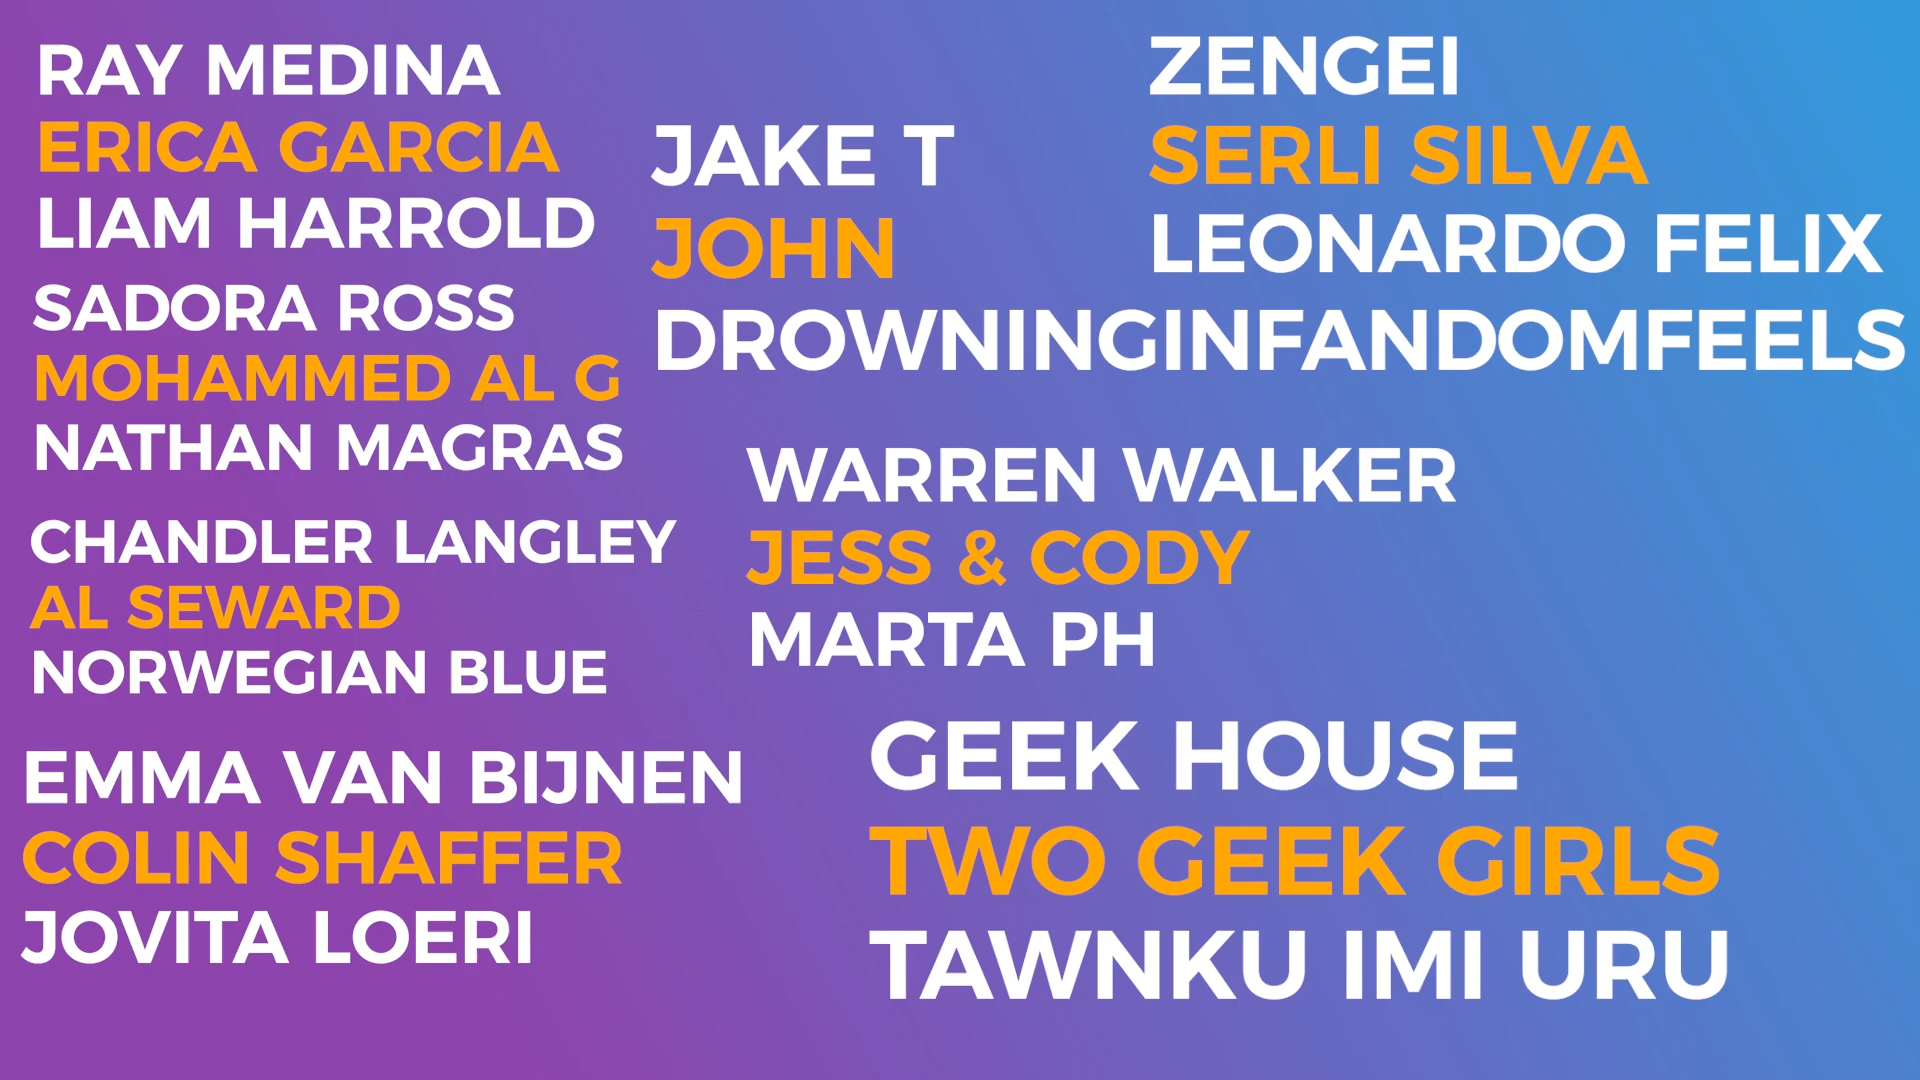 RAY MEDINA
ERICA GARCIA
LIAM HARROLD
SADORA ROSS
MOHAMMED AL G
NATHAN MAGRAS
CHANDLER LANGLEY
AL SEWARD
NORWEGIAN BLUE
EMMA VAN BIJNEN
COLIN SHAFFER
JOVITA LOERI
JAKE T
JOHN
DROWNINGINFANDOMFEELS
ZENGEI
SERLI SILVA
LEONARDO FELIX
WARREN WALKER
JESS & CODY
MARTA PH
GEEK HOUSE
TWO GEEK GIRLS
TAWNKU IMI URU